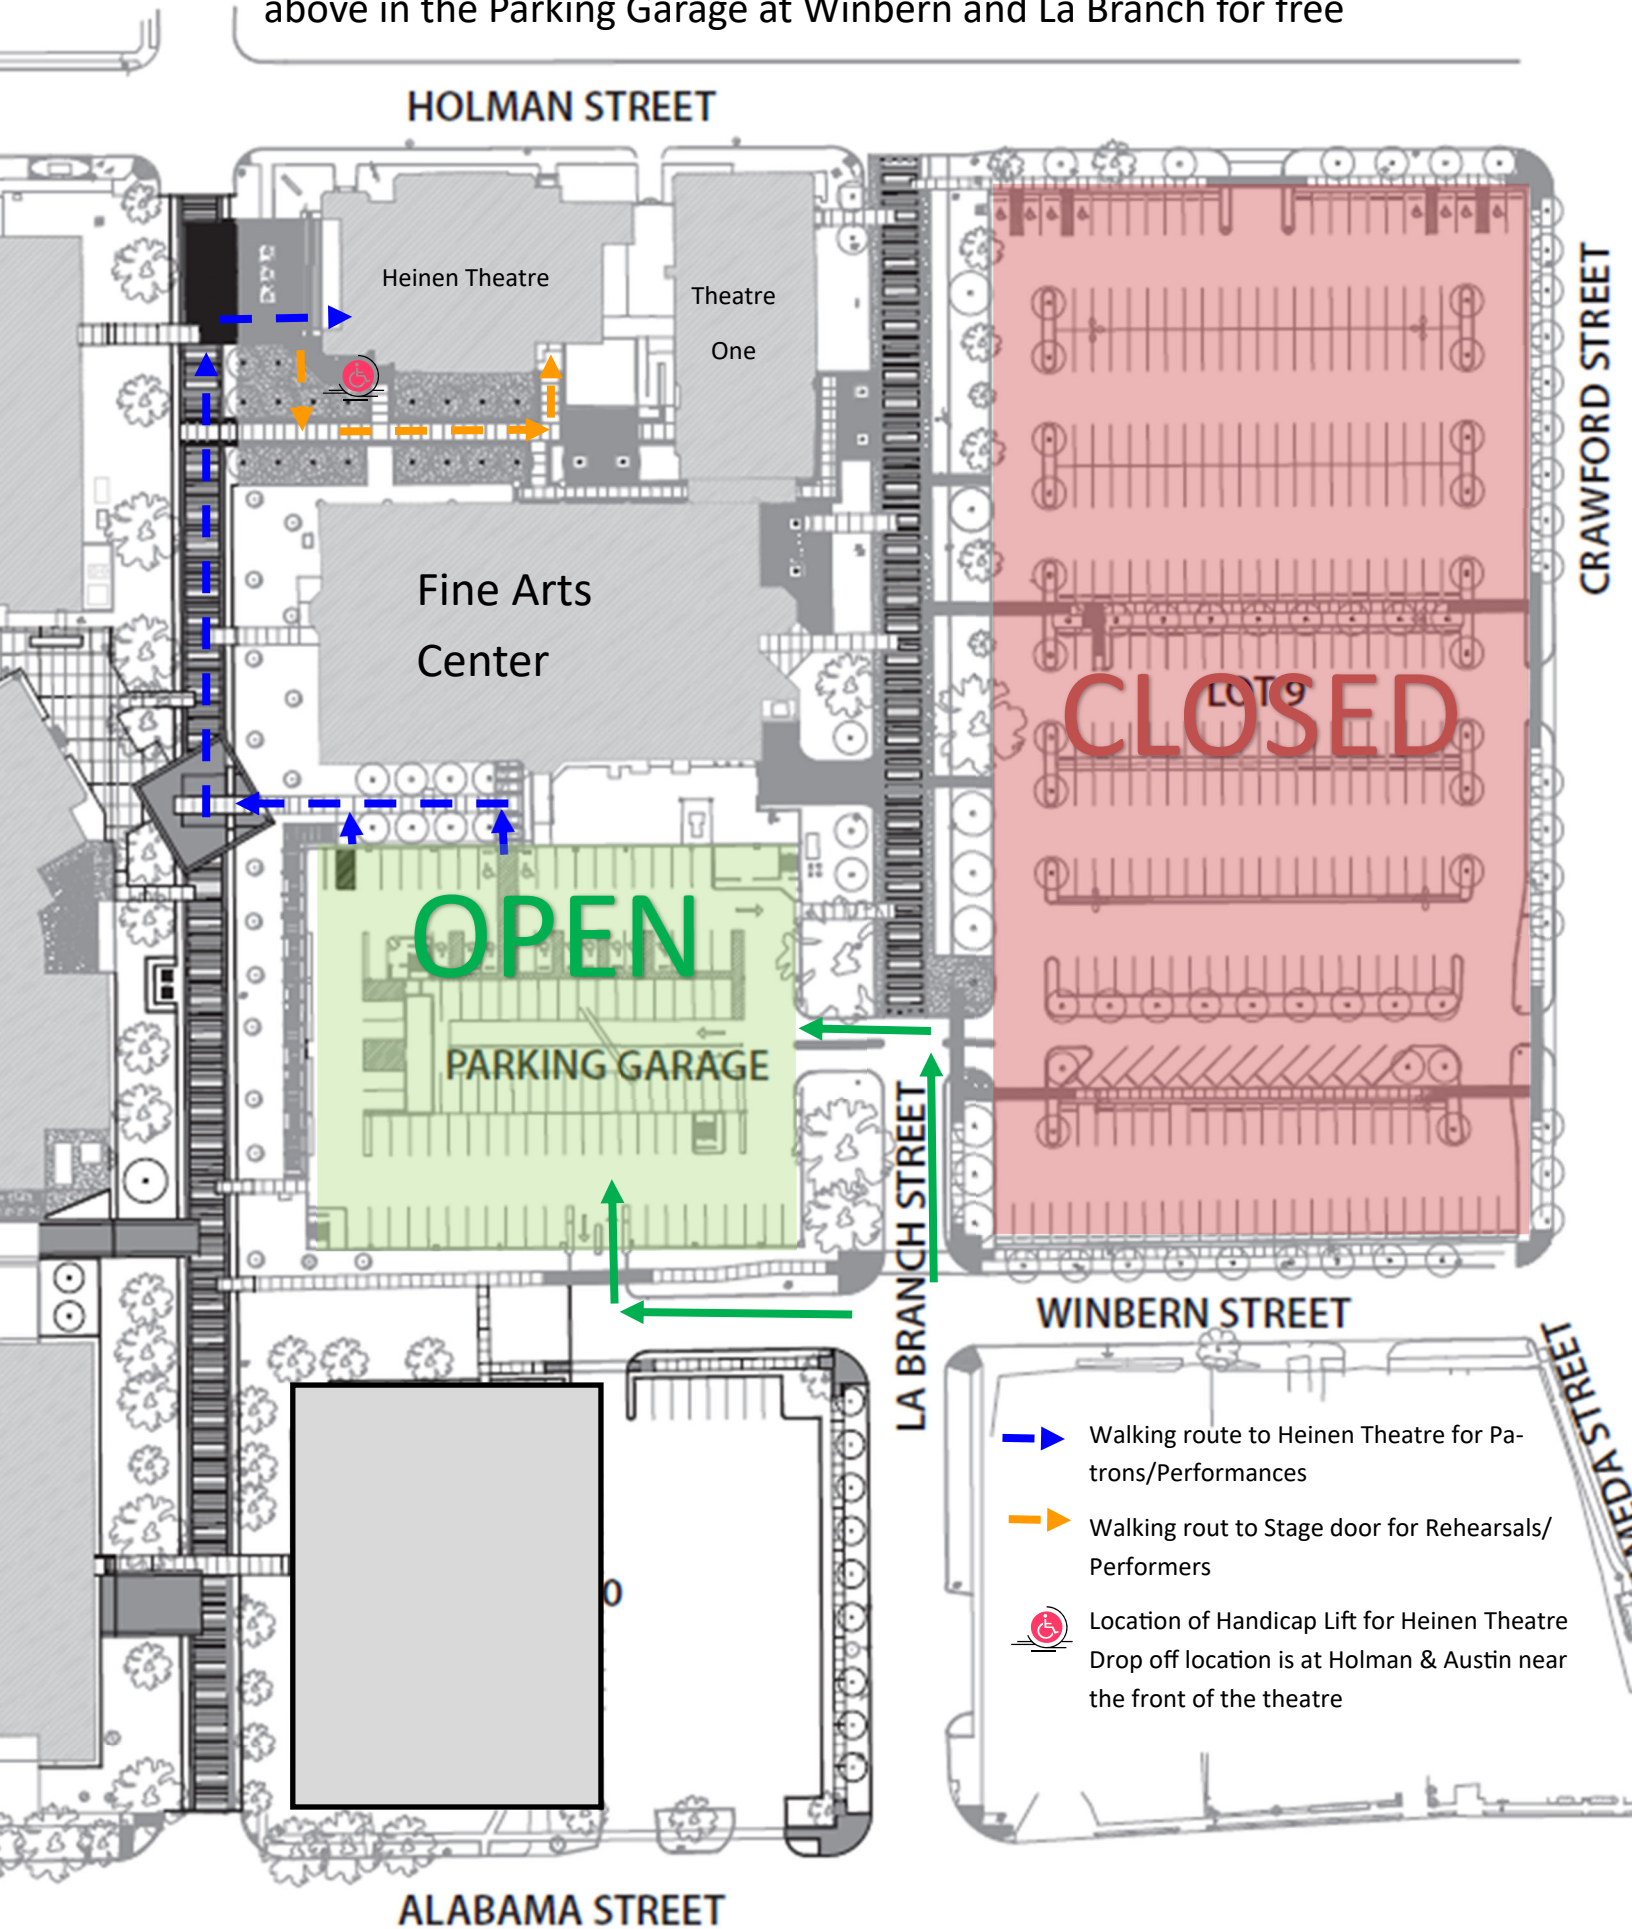 above in the Parking Garage at Winbern and La Branch for free
HOLMAN STREET
Heinen Theatre
Theatre
One
CRAWFORD STREET
Fine Arts
Center
LOT 9
CLOSED
OPEN
PARKING GARAGE
LA BRANCH STREET
WINBERN STREET
MEDA STREET
Walking route to Heinen Theatre for Pa-
trons/Performances
Walking rout to Stage door for Rehearsals/
Performers
0
Location of Handicap Lift for Heinen Theatre
Drop off location is at Holman & Austin near
the front of the theatre
ALABAMA STREET